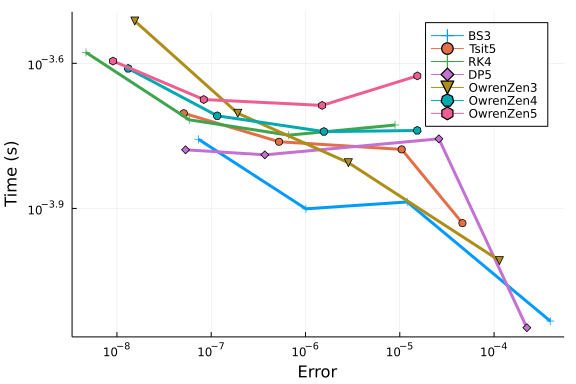 BS3
Tsit5
RK4
DP5
OwrenZen3
OwrenZen4
OwrenZen5
10⁻³·⁶
10⁻³·⁹
Time (s)
10⁻⁸ 10⁻⁷ 10⁻⁶ 10⁻⁵ 10⁻⁴
Error